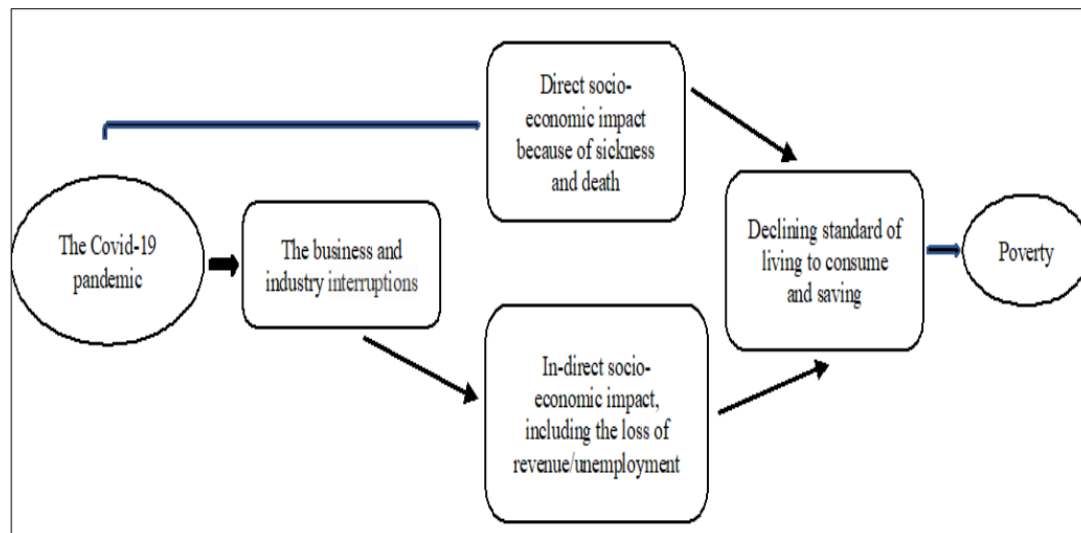 The Covid-19
pandemic
The business and
industry interruptions
Direct socio-
economic impact
because of sickness
and death
In-direct socio-
economic impact,
including the loss of
revenue/unemployment
Declining standard of
living to consume
and saving
Poverty